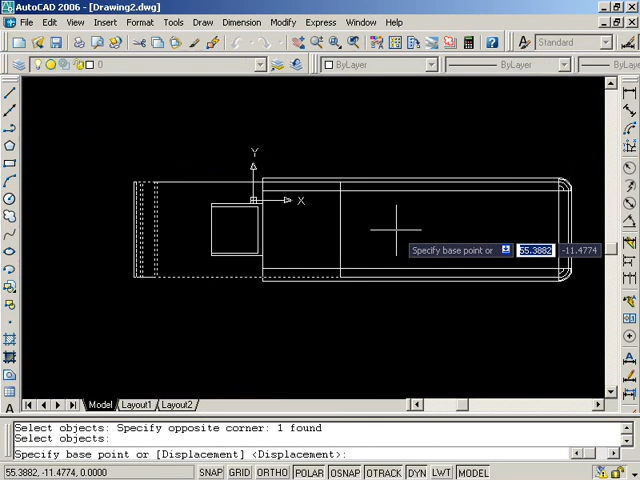 AutoCAD 2006 - [Drawing2.dwg]
File Edit View Insert Format Tools Draw Dimension Modify Express Window Help
Standard
0 ByLayer ByLayer
Y
X
Specify base point or 55.3882 -11.4774
Model Layout1 Layout2
Select objects: Specify opposite corner: 1 found
Select objects:
Specify base point or [Displacement] <Displacement>:
55.3882, -11.4774, 0.0000 SNAP GRID ORTHO POLAR OSNAP OTRACK DYN LWT MODEL